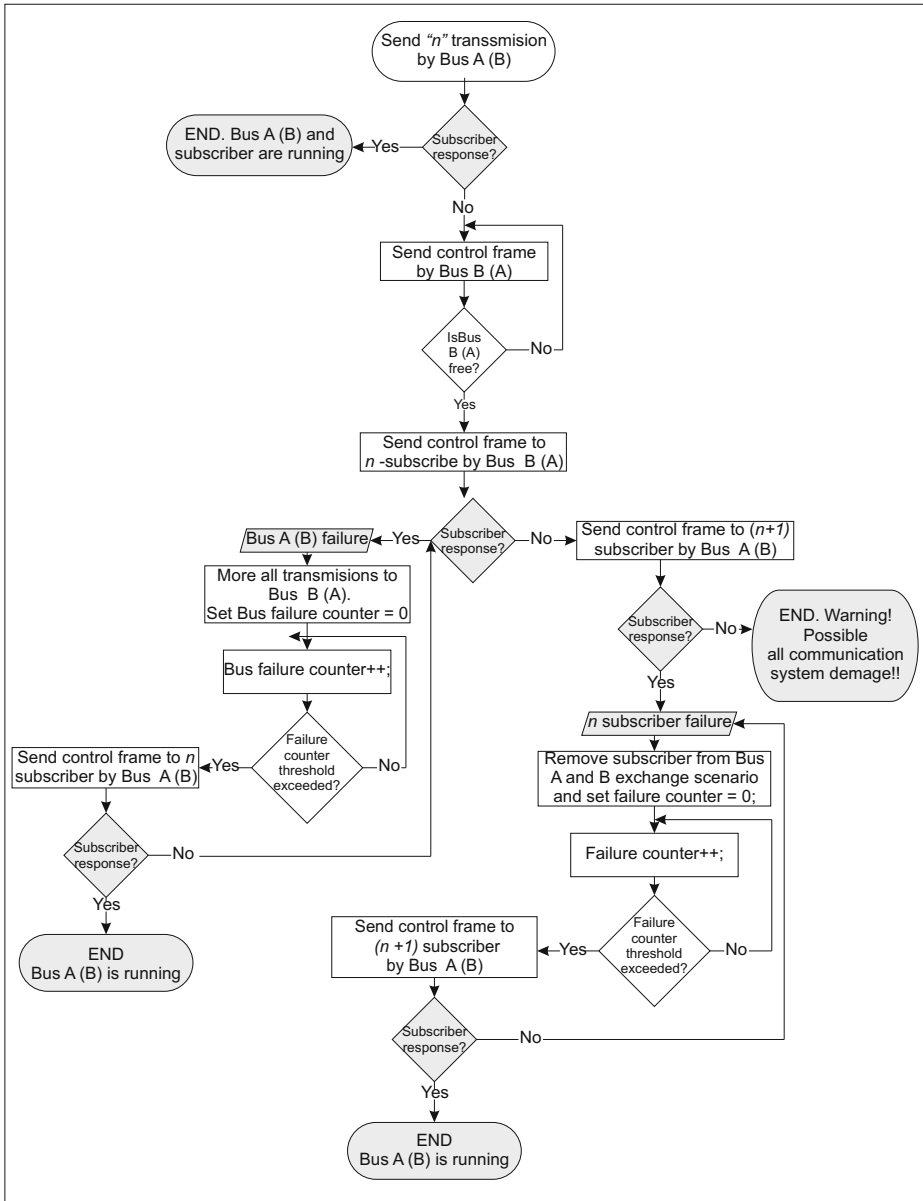 Send “n” transsmision
by Bus A (B)
Subscriber
response?
Yes
END. Bus A (B) and
subscriber are running
No
Send control frame
by Bus B (A)
IsBus
B (A)
free?
No
Yes
Send control frame to
n -subscribe by Bus B (A)
Subscriber
response?
Yes
Bus A (B) failure
No
Send control frame to (n+1)
subscriber by Bus A (B)
More all transmisions to
Bus B (A).
Set Bus failure counter = 0
Bus failure counter++;
Failure
counter
threshold
exceeded?
No
Yes
Send control frame to n
subscriber by Bus A (B)
Subscriber
response?
No
Yes
END
Bus A (B) is running
Subscriber
response?
No
END. Warning!
Possible
all communication
system demage!!
Yes
n subscriber failure
Remove subscriber from Bus
A and B exchange scenario
and set failure counter = 0;
Failure counter++;
Failure
counter
threshold
exceeded?
No
Yes
Send control frame to
(n +1) subscriber
by Bus A (B)
Subscriber
response?
No
Yes
END
Bus A (B) is running